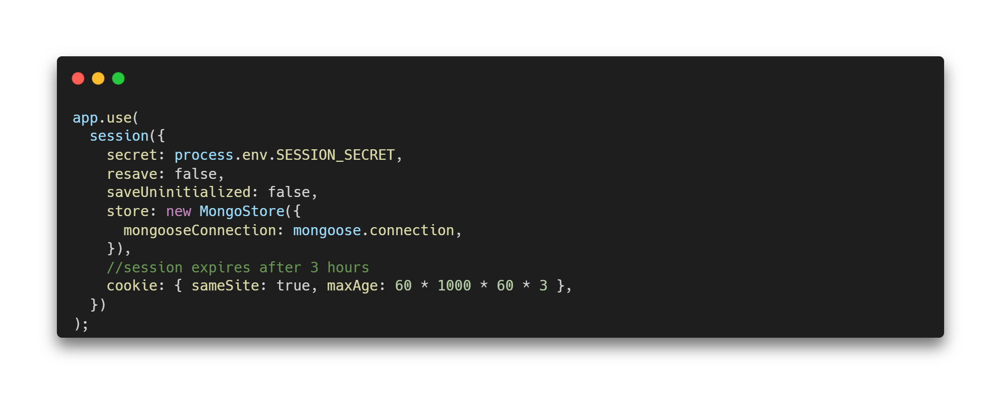 app.use(
  session({
    secret: process.env.SESSION_SECRET,
    resave: false,
    saveUninitialized: false,
    store: new MongoStore({
      mongooseConnection: mongoose.connection,
    }),
    //session expires after 3 hours
    cookie: { sameSite: true, maxAge: 60 * 1000 * 60 * 3 },
  })
);